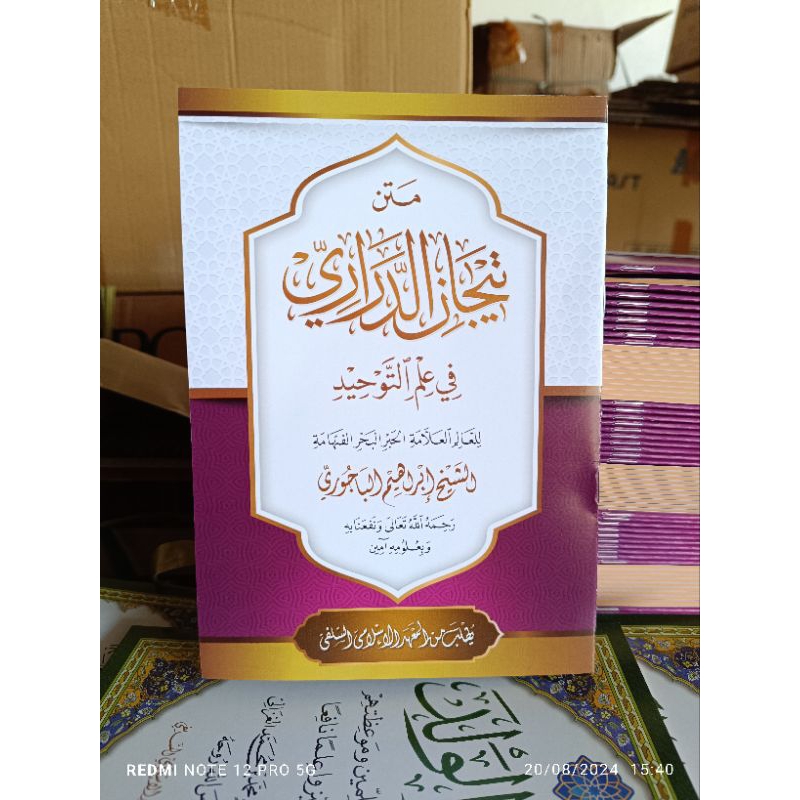 متن
تيجان الدراري
في علم التوحيد
للعالم العلامة الحبر البحر الفهامة
الشيخ إبراهيم الباجوري
رحمه الله تعالى ونفعنا به
وبعلومه آمين
يطلب من المعهد الإسلامي السلفي
الولد
REDMI NOTE 12 PRO 5G
20/08/2024 15:40